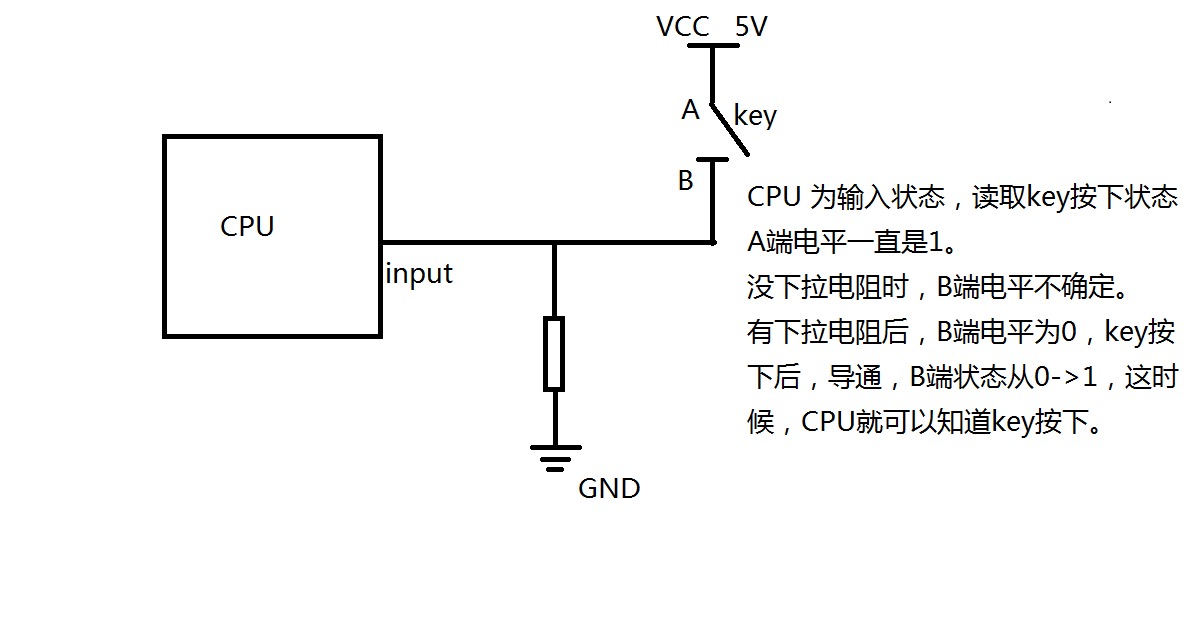 VCC 5V
A
key
B
CPU
input
CPU 为输入状态，读取key按下状态
A端电平一直是1。
没下拉电阻时，B端电平不确定。
有下拉电阻后，B端电平为0，key按
下后，导通，B端状态从0->1，这时
候，CPU就可以知道key按下。
GND